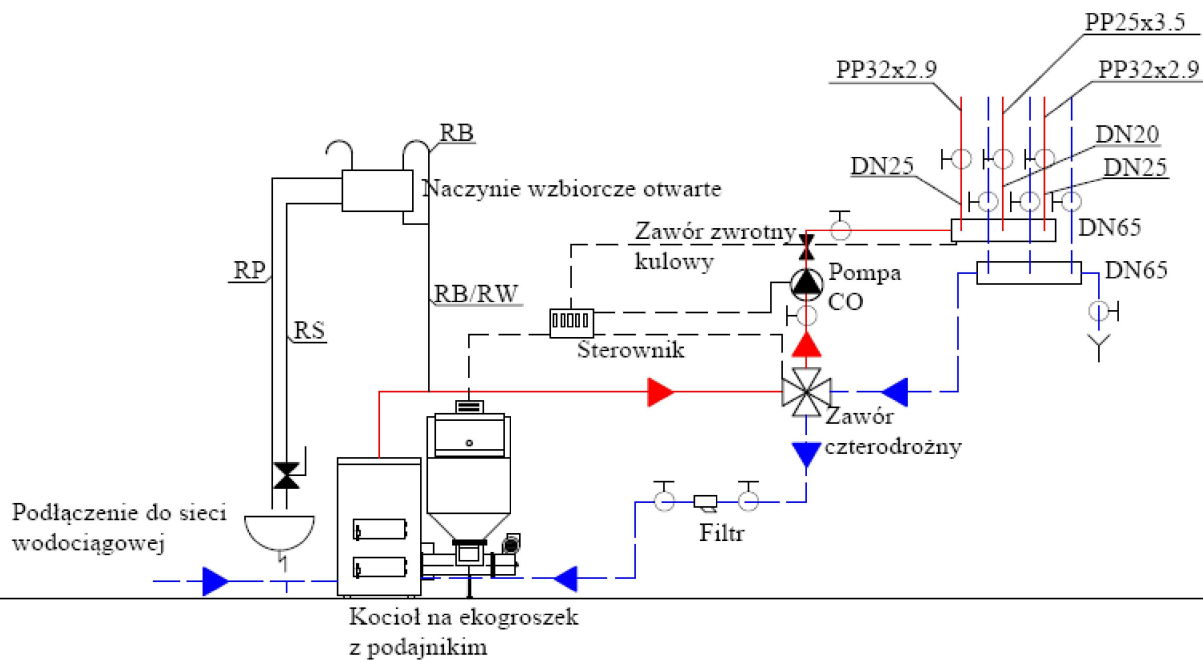 PP25x3.5
PP32x2.9
PP32x2.9
RB
DN20
DN25
DN25
Naczynie wzbiorcze otwarte
DN65
Zawór zwrotny
kulowy
RP
Pompa
CO
DN65
RB/RW
RS
Sterownik
Zawór
czterodrożny
Podłączenie do sieci
wodociągowej
Filtr
Kocioł na ekogroszek
z podajnikim